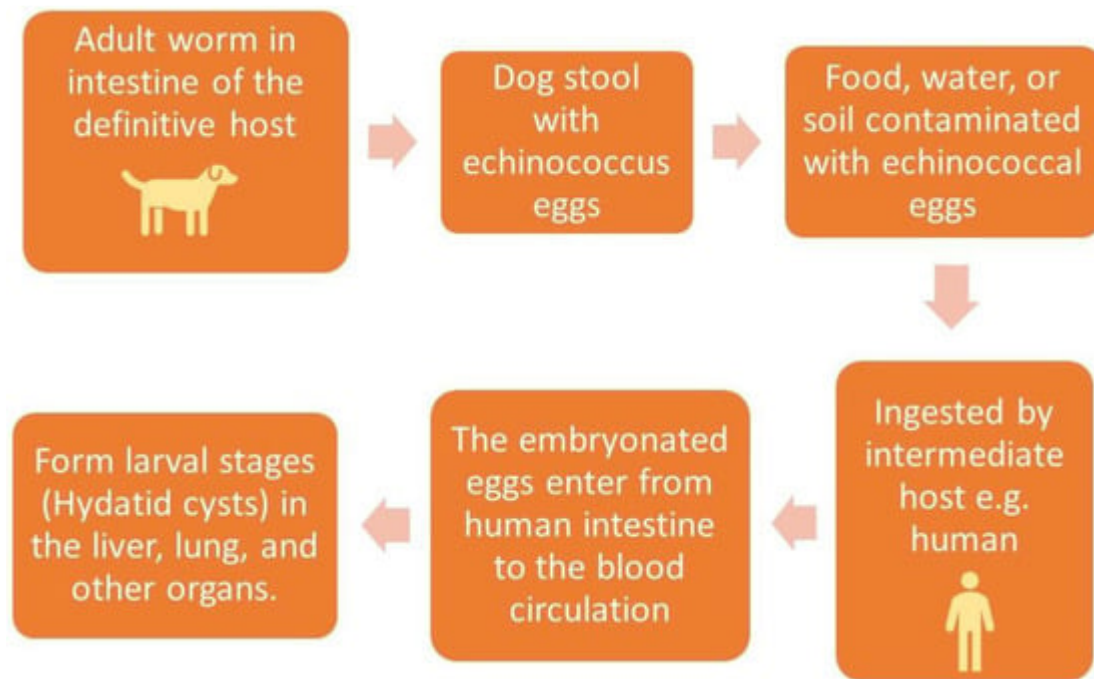 Adult worm in
intestine of the
definitive host
Dog stool
with
echinococcus
eggs
Food, water, or
soil contaminated
with echinococcal
eggs
Ingested by
intermediate
host e.g.
human
The embryonated
eggs enter from
human intestine
to the blood
circulation
Form larval stages
(Hydatid cysts) in
the liver, lung, and
other organs.